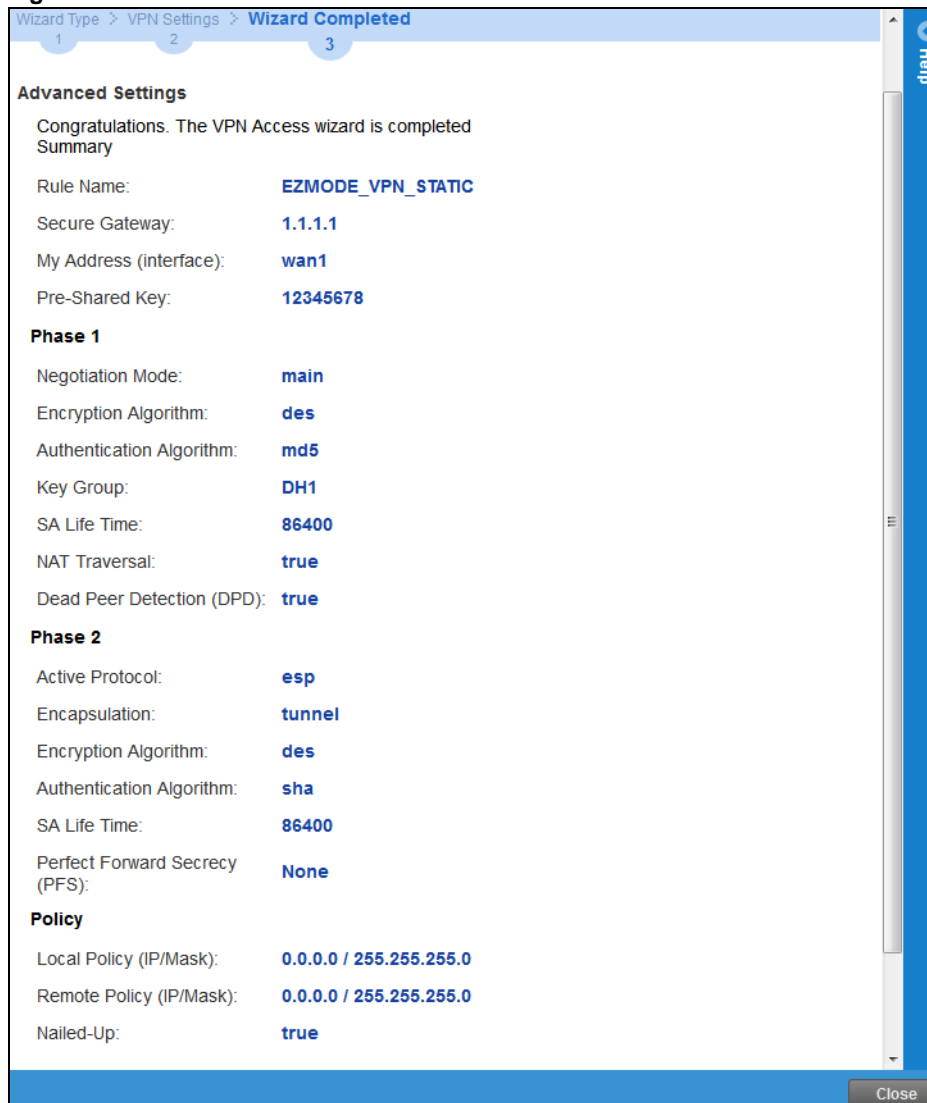 Wizard Type > VPN Settings > Wizard Completed
1 2 3
Help
Advanced Settings
Congratulations. The VPN Access wizard is completed
Summary
Rule Name: EZMODE_VPN_STATIC
Secure Gateway: 1.1.1.1
My Address (interface): wan1
Pre-Shared Key: 12345678
Phase 1
Negotiation Mode: main
Encryption Algorithm: des
Authentication Algorithm: md5
Key Group: DH1
SA Life Time: 86400
NAT Traversal: true
Dead Peer Detection (DPD): true
Phase 2
Active Protocol: esp
Encapsulation: tunnel
Encryption Algorithm: des
Authentication Algorithm: sha
SA Life Time: 86400
Perfect Forward Secrecy
(PFS): None
Policy
Local Policy (IP/Mask): 0.0.0.0 / 255.255.255.0
Remote Policy (IP/Mask): 0.0.0.0 / 255.255.255.0
Nailed-Up: true
Close